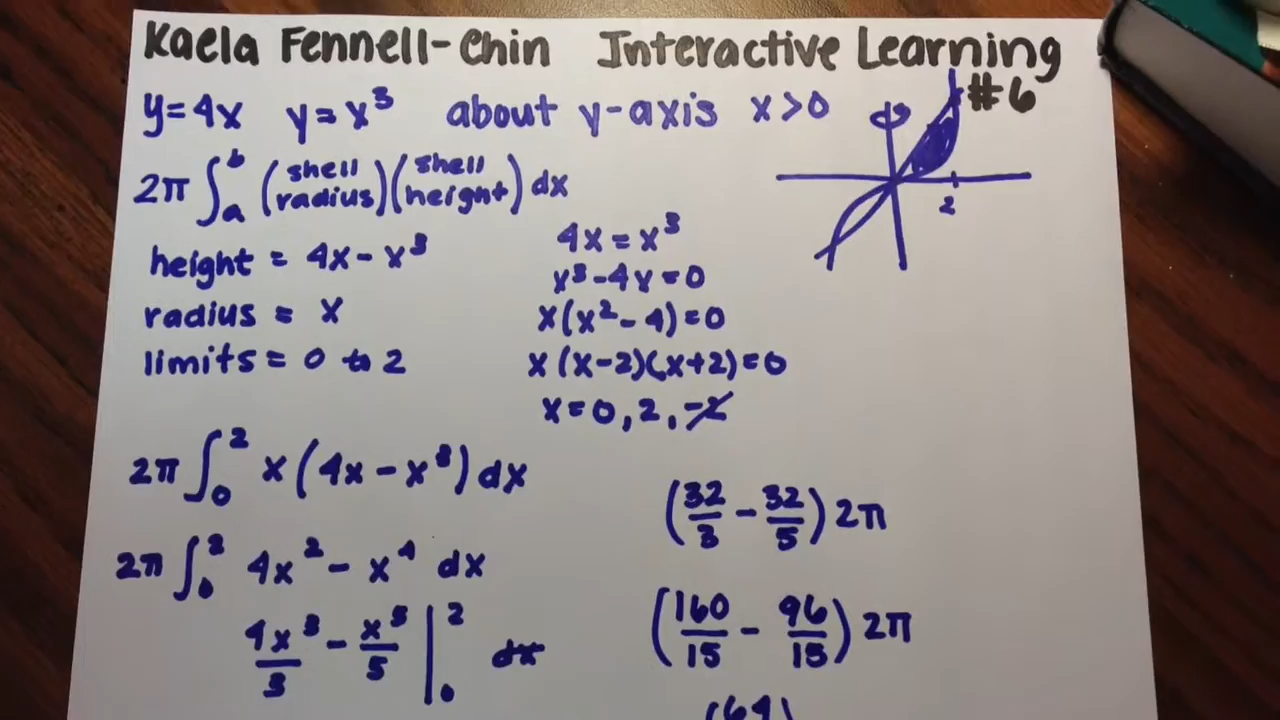 Kaela Fennell-Chin Interactive Learning
#6
y=4x y=x³ about y-axis x>0
2
2π∫ₐᵇ (shell radius)(shell height) dx
height = 4x-x³
radius = x
limits = 0 to 2
4x = x³
x³-4x=0
x(x²-4)=0
x(x-2)(x+2)=0
x=0, 2, -2
2π∫₀² x(4x-x³)dx
2π∫₀² 4x²-x⁴ dx
4x³/3 - x⁵/5 |₀² dx
(32/3 - 32/5) 2π
(160/15 - 96/15) 2π
(64)